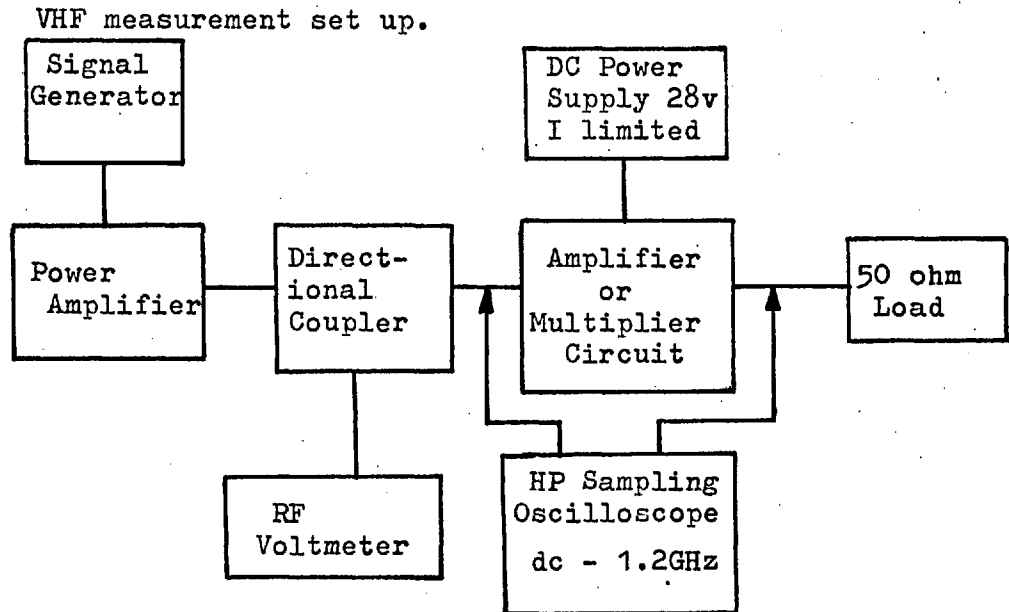 VHF measurement set up.
Signal
Generator
DC Power
Supply 28v
I limited
Power
Amplifier
Direct-
ional
Coupler
Amplifier
or
Multiplier
Circuit
50 ohm
Load
RF
Voltmeter
HP Sampling
Oscilloscope
dc - 1.2GHz